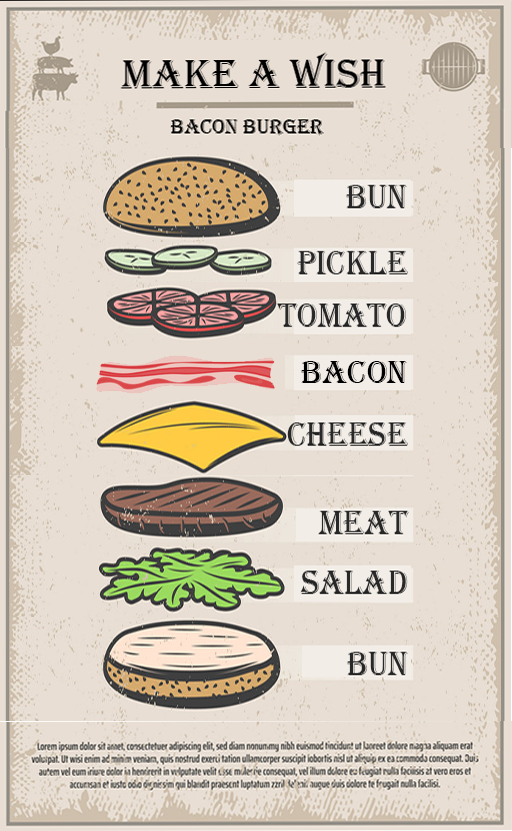 MAKE A WISH
BACON BURGER
BUN
PICKLE
TOMATO
BACON
CHEESE
MEAT
SALAD
BUN
Lorem ipsum dolor sit amet, consectetuer adipiscing elit, sed diam nonummy nibh euismod tincidunt ut laoreet dolore magna aliquam erat
volutpat. Ut wisi enim ad minim veniam, quis nostrud exerci tation ullamcorper suscipit lobortis nisl ut aliquip ex ea commodo consequat. Duis
autem vel eum iriure dolor in hendrerit in vulputate velit esse molestie consequat, vel illum dolore eu feugiat nulla facilisis at vero eros et
accumsan et iusto odio dignissim qui blandit praesent luptatum zzril augue duis dolore te feugait nulla facilisi.